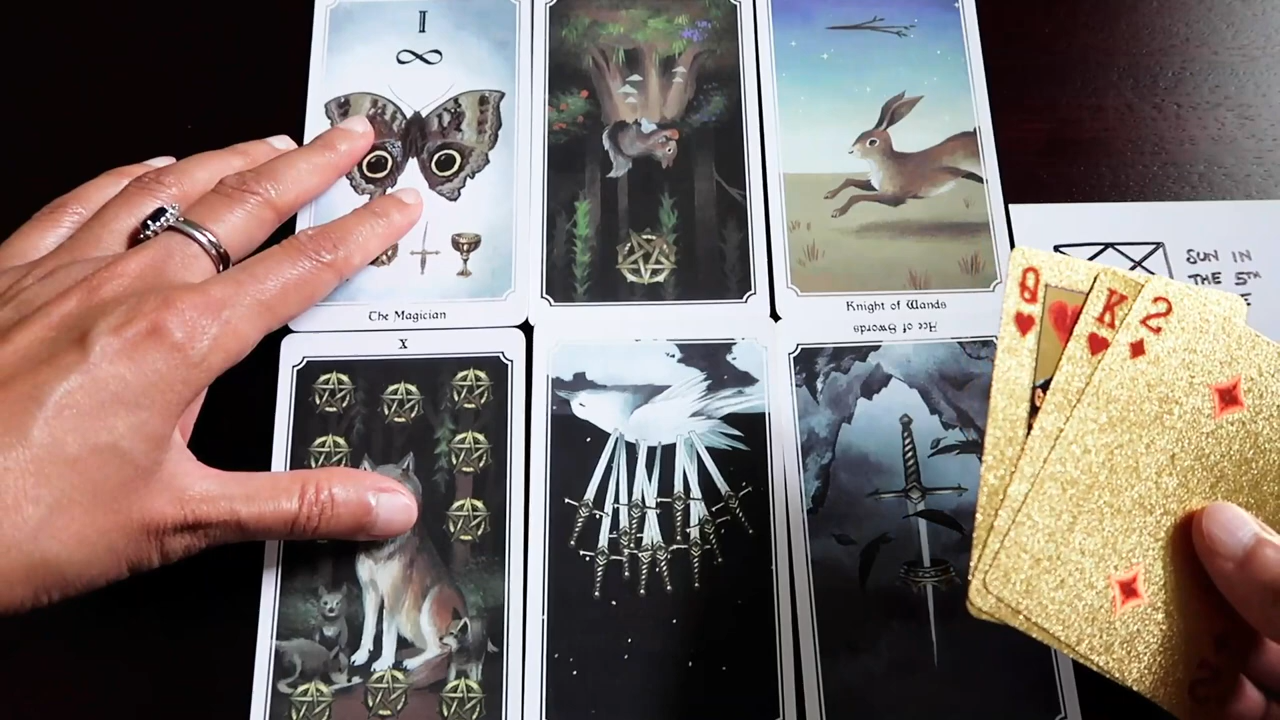 I
The Magician
Knight of Wands
Ace of Swords
X
SUN IN
THE 5TH
Q
K
2